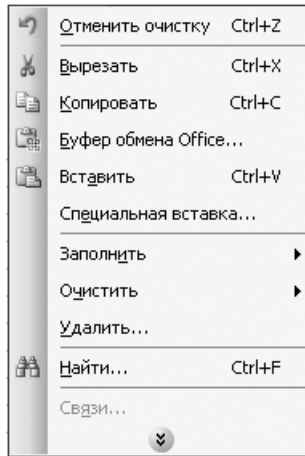 Отменить очистку Ctrl+Z
Вырезать Ctrl+X
Копировать Ctrl+C
Буфер обмена Office...
Вставить Ctrl+V
Специальная вставка...
Заполнить
Очистить
Удалить...
Найти... Ctrl+F
Связи...